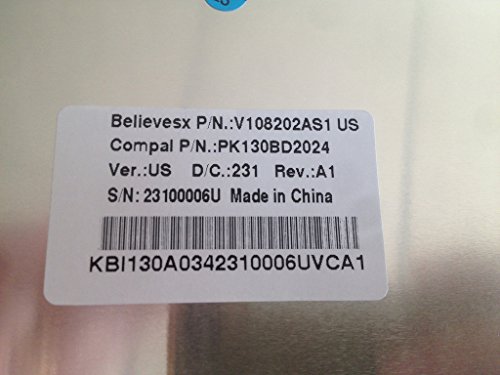 Believesx P/N.:V108202AS1 US
Compal P/N.:PK130BD2024
Ver.:US D/C.:231 Rev.:A1
S/N: 23100006U Made in China
KBI130A0342310006UVCA1